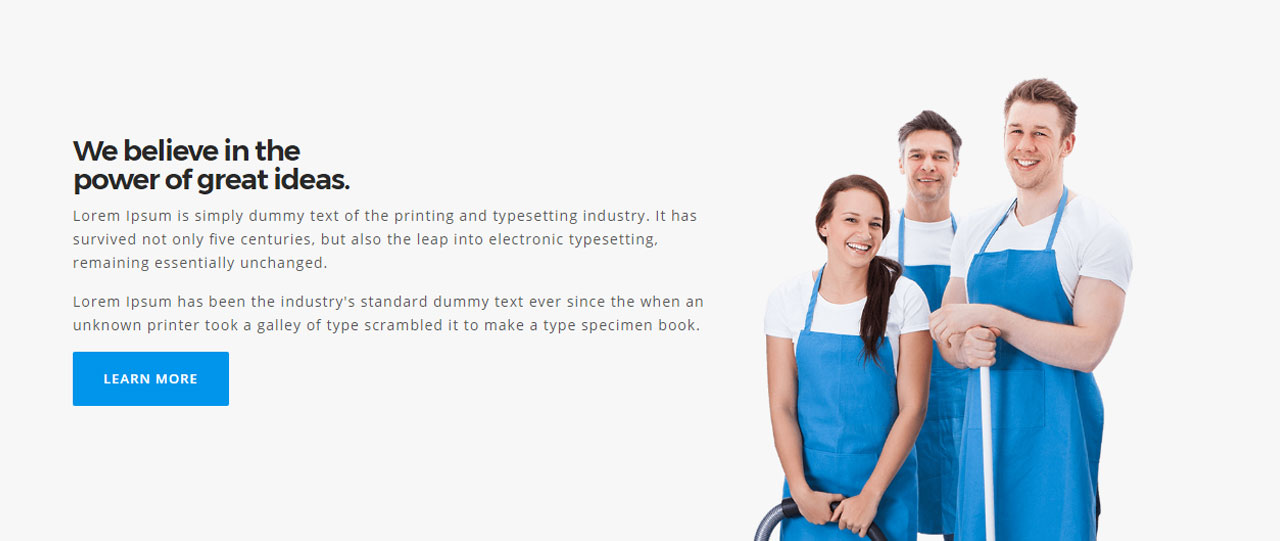 We believe in the
power of great ideas.
Lorem Ipsum is simply dummy text of the printing and typesetting industry. It has
survived not only five centuries, but also the leap into electronic typesetting,
remaining essentially unchanged.
Lorem Ipsum has been the industry's standard dummy text ever since the when an
unknown printer took a galley of type scrambled it to make a type specimen book.
LEARN MORE